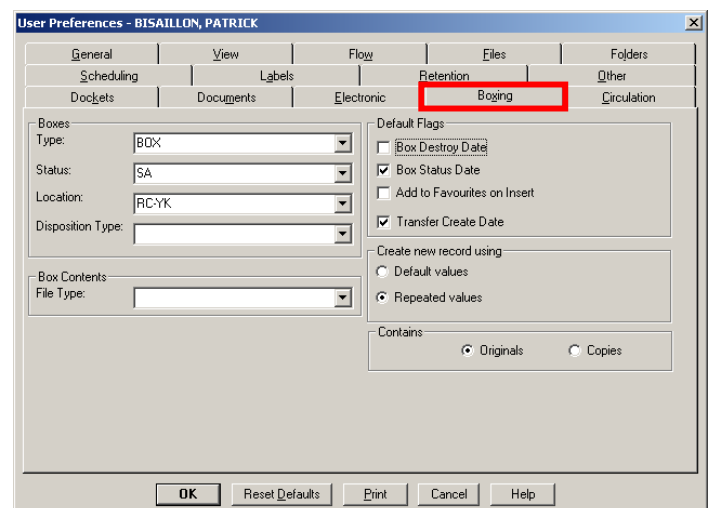 User Preferences - BISAILLON, PATRICK
General View Flow Files Folders
Scheduling Labels Retention Other
Dockets Documents Electronic Boxing Circulation
Boxes
Type: BOX
Status: SA
Location: RC-YK
Disposition Type:
Box Contents
File Type:
Default Flags
Box Destroy Date
Box Status Date
Add to Favourites on Insert
Transfer Create Date
Create new record using
Default values
Repeated values
Contains
Originals Copies
OK Reset Defaults Print Cancel Help